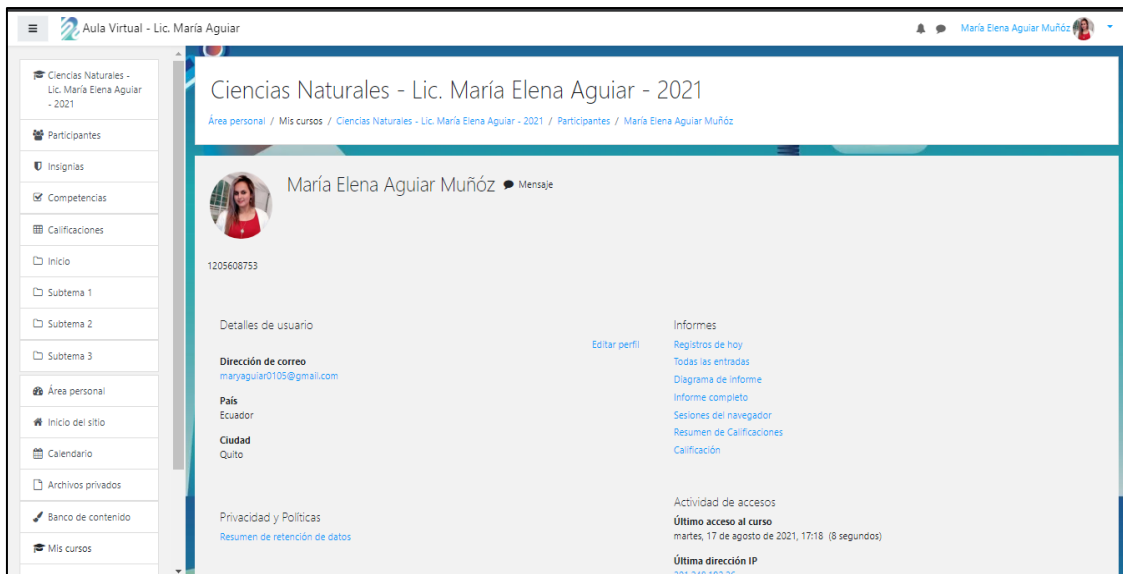 Aula Virtual - Lic. María Aguiar
María Elena Aguiar Muñóz
Ciencias Naturales -
Lic. María Elena Aguiar
- 2021
Participantes
Insignias
Competencias
Calificaciones
Inicio
Subtema 1
Subtema 2
Subtema 3
Área personal
Inicio del sitio
Calendario
Archivos privados
Banco de contenido
Mis cursos
Ciencias Naturales - Lic. María Elena Aguiar - 2021
Área personal / Mis cursos / Ciencias Naturales - Lic. María Elena Aguiar - 2021 / Participantes / María Elena Aguiar Muñóz
María Elena Aguiar Muñóz Mensaje
1205608753
Detalles de usuario
Editar perfil
Dirección de correo
maryaguiar0105@gmail.com
País
Ecuador
Ciudad
Quito
Privacidad y Políticas
Resumen de retención de datos
Informes
Registros de hoy
Todas las entradas
Diagrama de informe
Informe completo
Sesiones del navegador
Resumen de Calificaciones
Calificación
Actividad de accesos
Último acceso al curso
martes, 17 de agosto de 2021, 17:18 (8 segundos)
Última dirección IP